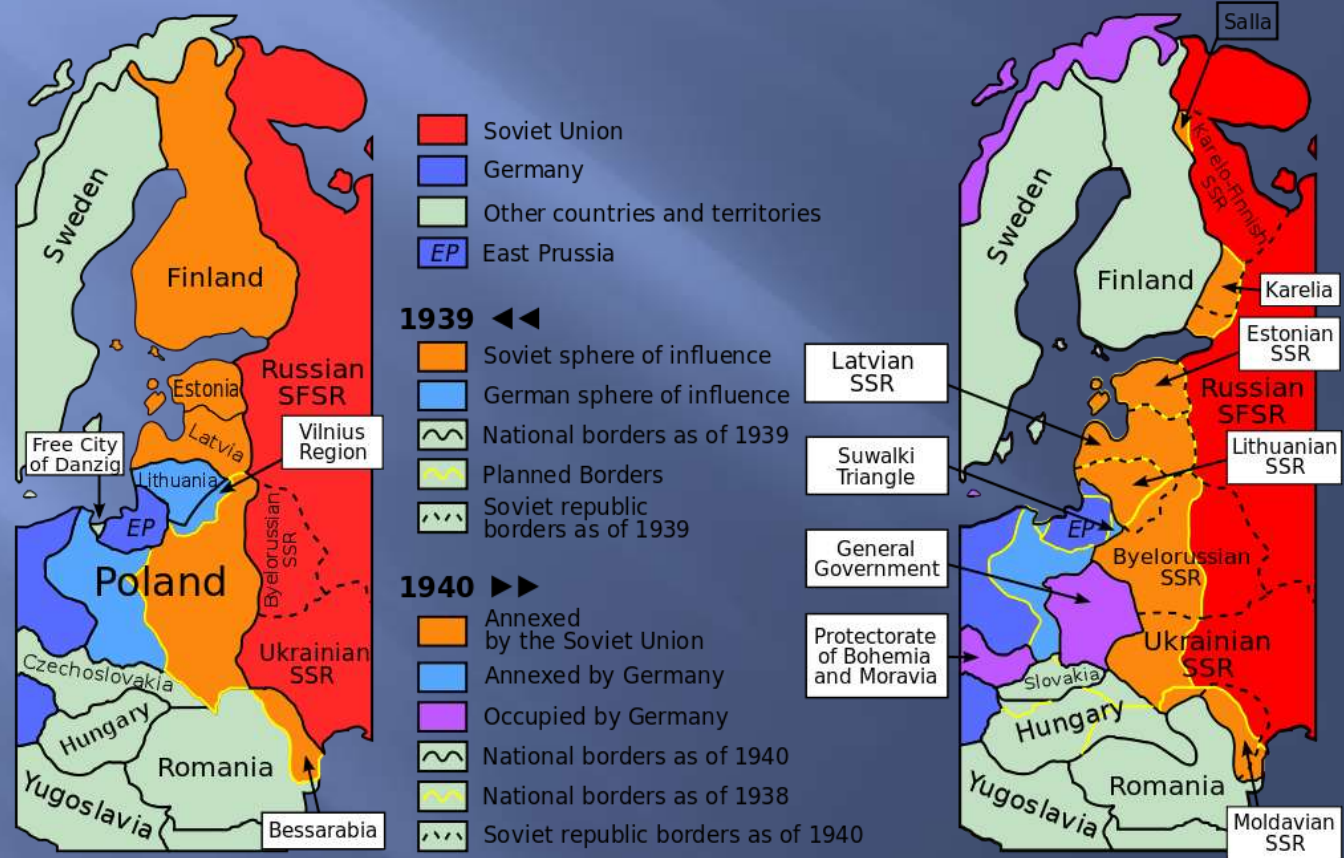 Sweden
Finland
Estonia
Latvia
Lithuania
Russian
SFSR
Free City
of Danzig
Vilnius
Region
EP
Poland
Byelorussian
SSR
Ukrainian
SSR
Czechoslovakia
Hungary
Romania
Yugoslavia
Bessarabia
Soviet Union
Germany
Other countries and territories
EP East Prussia
1939 ◄◄
Soviet sphere of influence
German sphere of influence
National borders as of 1939
Planned Borders
Soviet republic
borders as of 1939
1940 ►►
Annexed
by the Soviet Union
Annexed by Germany
Occupied by Germany
National borders as of 1940
National borders as of 1938
Soviet republic borders as of 1940
Salla
Karelo-Finnish
SSR
Sweden
Finland
Karelia
Estonian
SSR
Latvian
SSR
Russian
SFSR
Lithuanian
SSR
Suwalki
Triangle
EP
General
Government
Byelorussian
SSR
Protectorate
of Bohemia
and Moravia
Ukrainian
SSR
Slovakia
Hungary
Romania
Yugoslavia
Moldavian
SSR